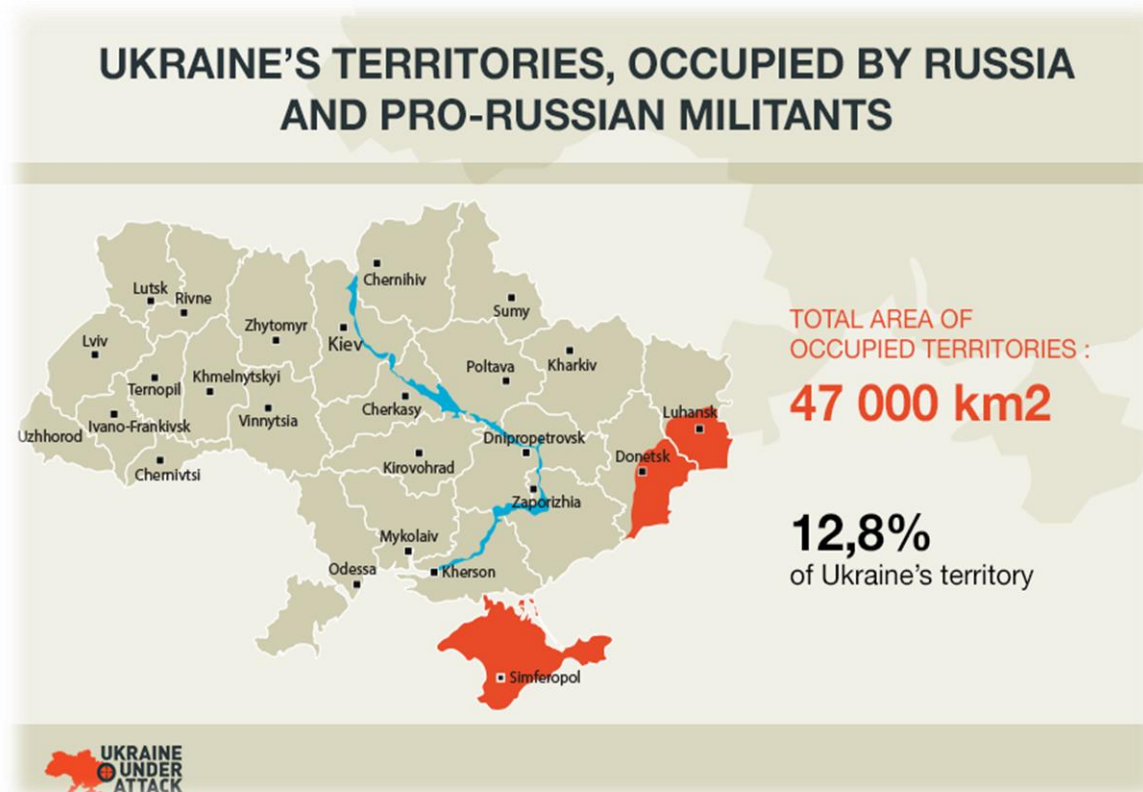 UKRAINE'S TERRITORIES, OCCUPIED BY RUSSIA
AND PRO-RUSSIAN MILITANTS
Chernihiv
Lutsk
Rivne
Sumy
Zhytomyr
Kiev
Lviv
Poltava
Kharkiv
Ternopil
Khmelnytskyi
Cherkasy
Luhansk
Vinnytsia
Ivano-Frankivsk
Uzhhorod
Dnipropetrovsk
Chernivtsi
Kirovohrad
Donetsk
Zaporizhia
Mykolaiv
Odessa
Kherson
Simferopol
TOTAL AREA OF
OCCUPIED TERRITORIES :
47 000 km2
12,8%
of Ukraine's territory
UKRAINE
UNDER
ATTACK